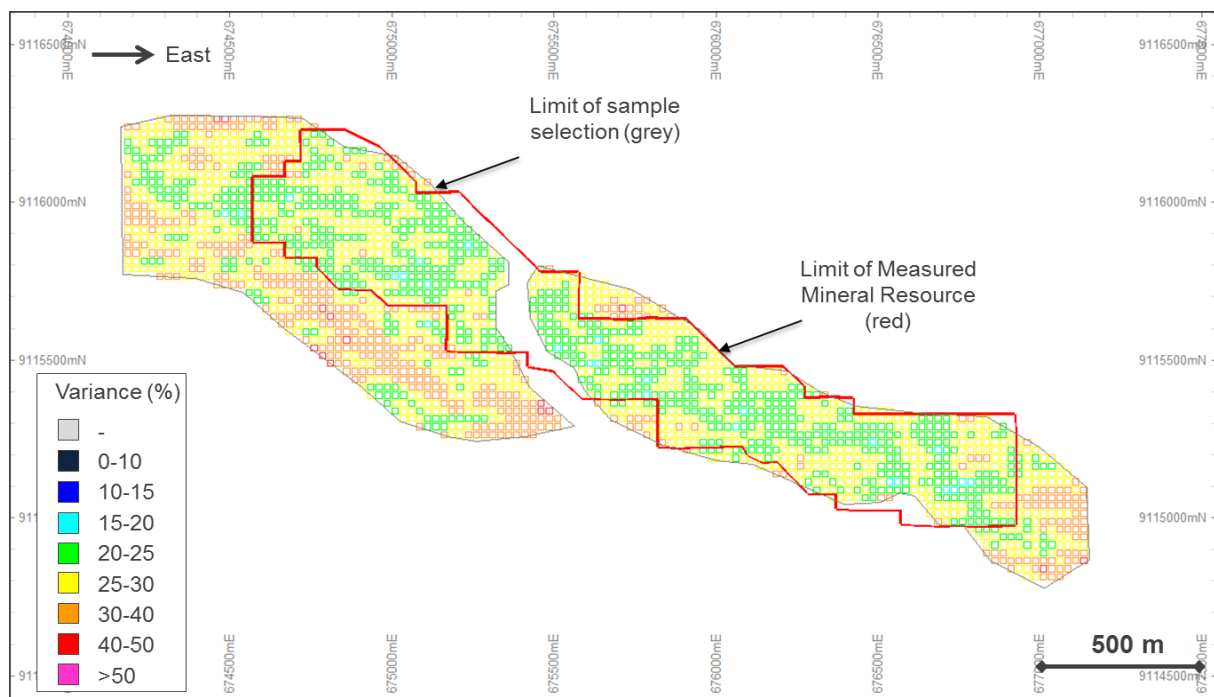 674000mE
674500mE
675000mE
675500mE
676000mE
676500mE
677000mE
9116500mN
East
9116500mN
Limit of sample
selection (grey)
9116000mN
9116000mN
Limit of Measured
Mineral Resource
(red)
9115500mN
9115500mN
Variance (%)
-
0-10
10-15
15-20
20-25
25-30
30-40
40-50
>50
9115000mN
500 m
9114500mN
674500mE
675000mE
675500mE
676000mE
676500mE
677000mE